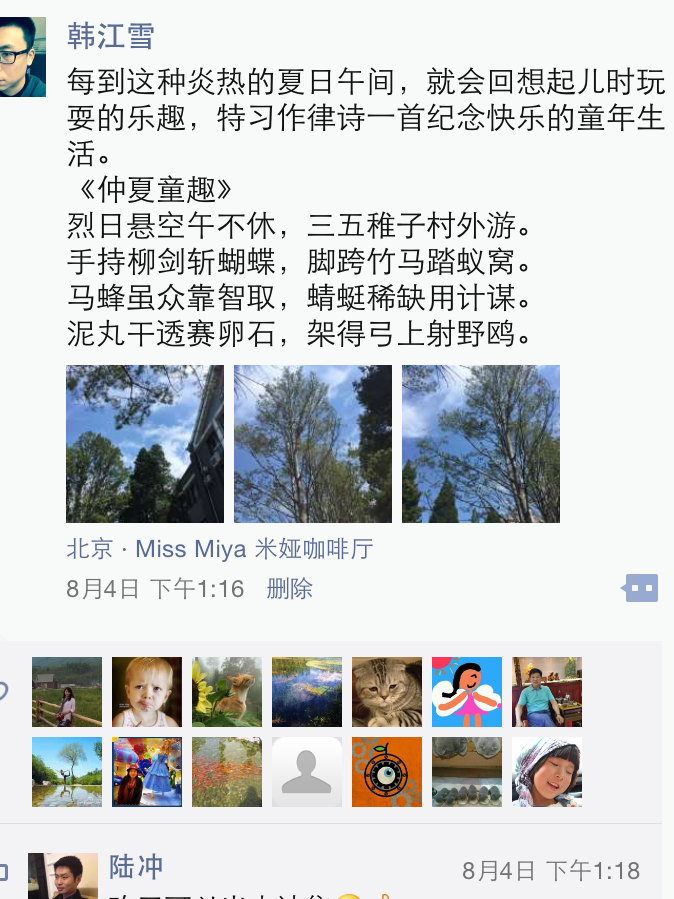 韩江雪
每到这种炎热的夏日午间，就会回想起儿时玩
耍的乐趣，特习作律诗一首纪念快乐的童年生
活。
《仲夏童趣》
烈日悬空午不休，三五稚子村外游。
手持柳剑斩蝴蝶，脚跨竹马踏蚁窝。
马蜂虽众靠智取，蜻蜓稀缺用计谋。
泥丸干透赛卵石，架得弓上射野鸥。
北京 · Miss Miya 米娅咖啡厅
8月4日 下午1:16 删除
陆冲 8月4日 下午1:18